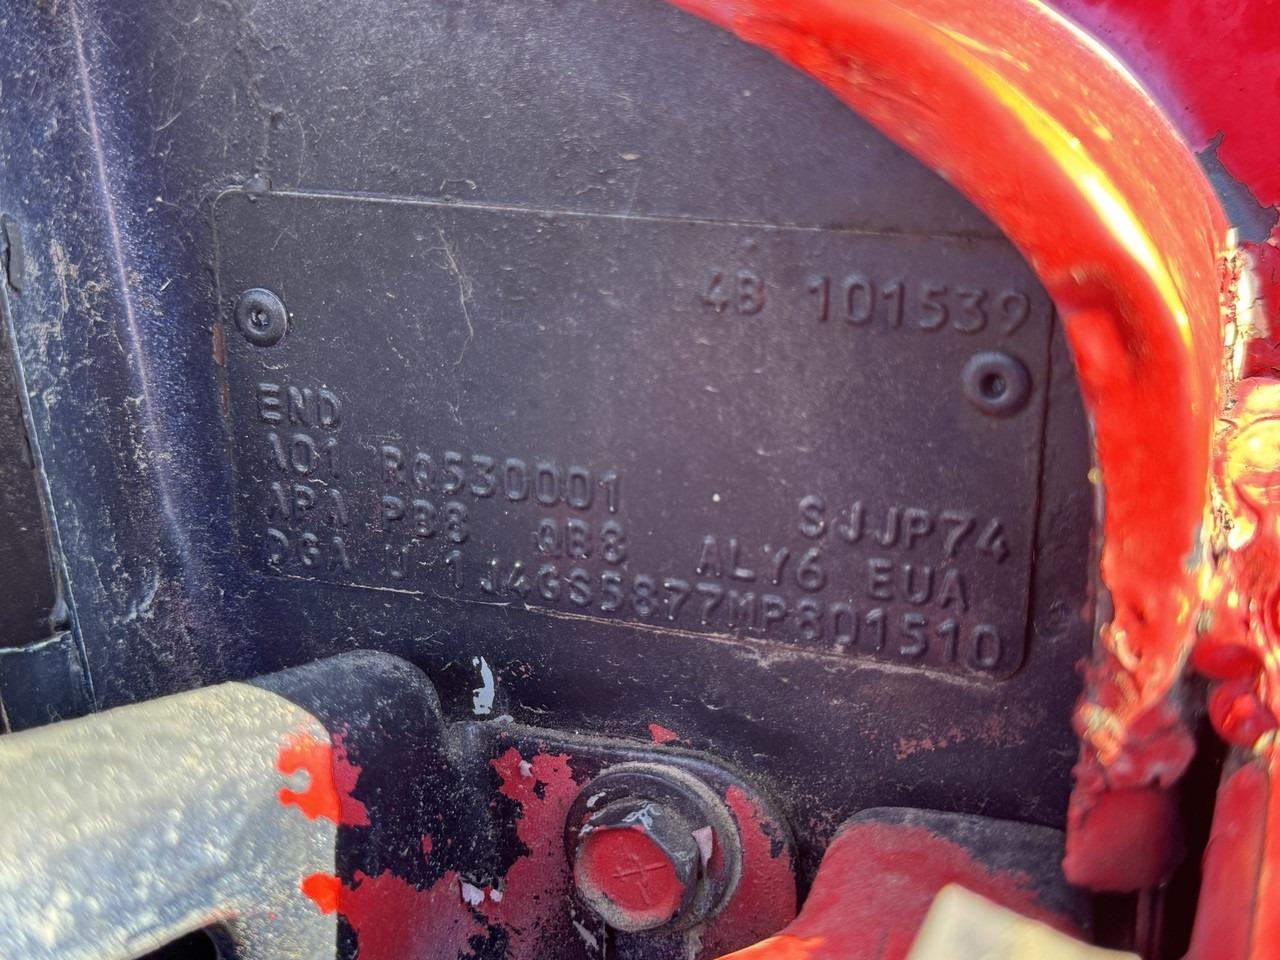 4B 101539
END
A01 RQ530001 SJJP74
APA PB8 QB8 ALY6 EUA
DGA U 1J4GS5877MP801510